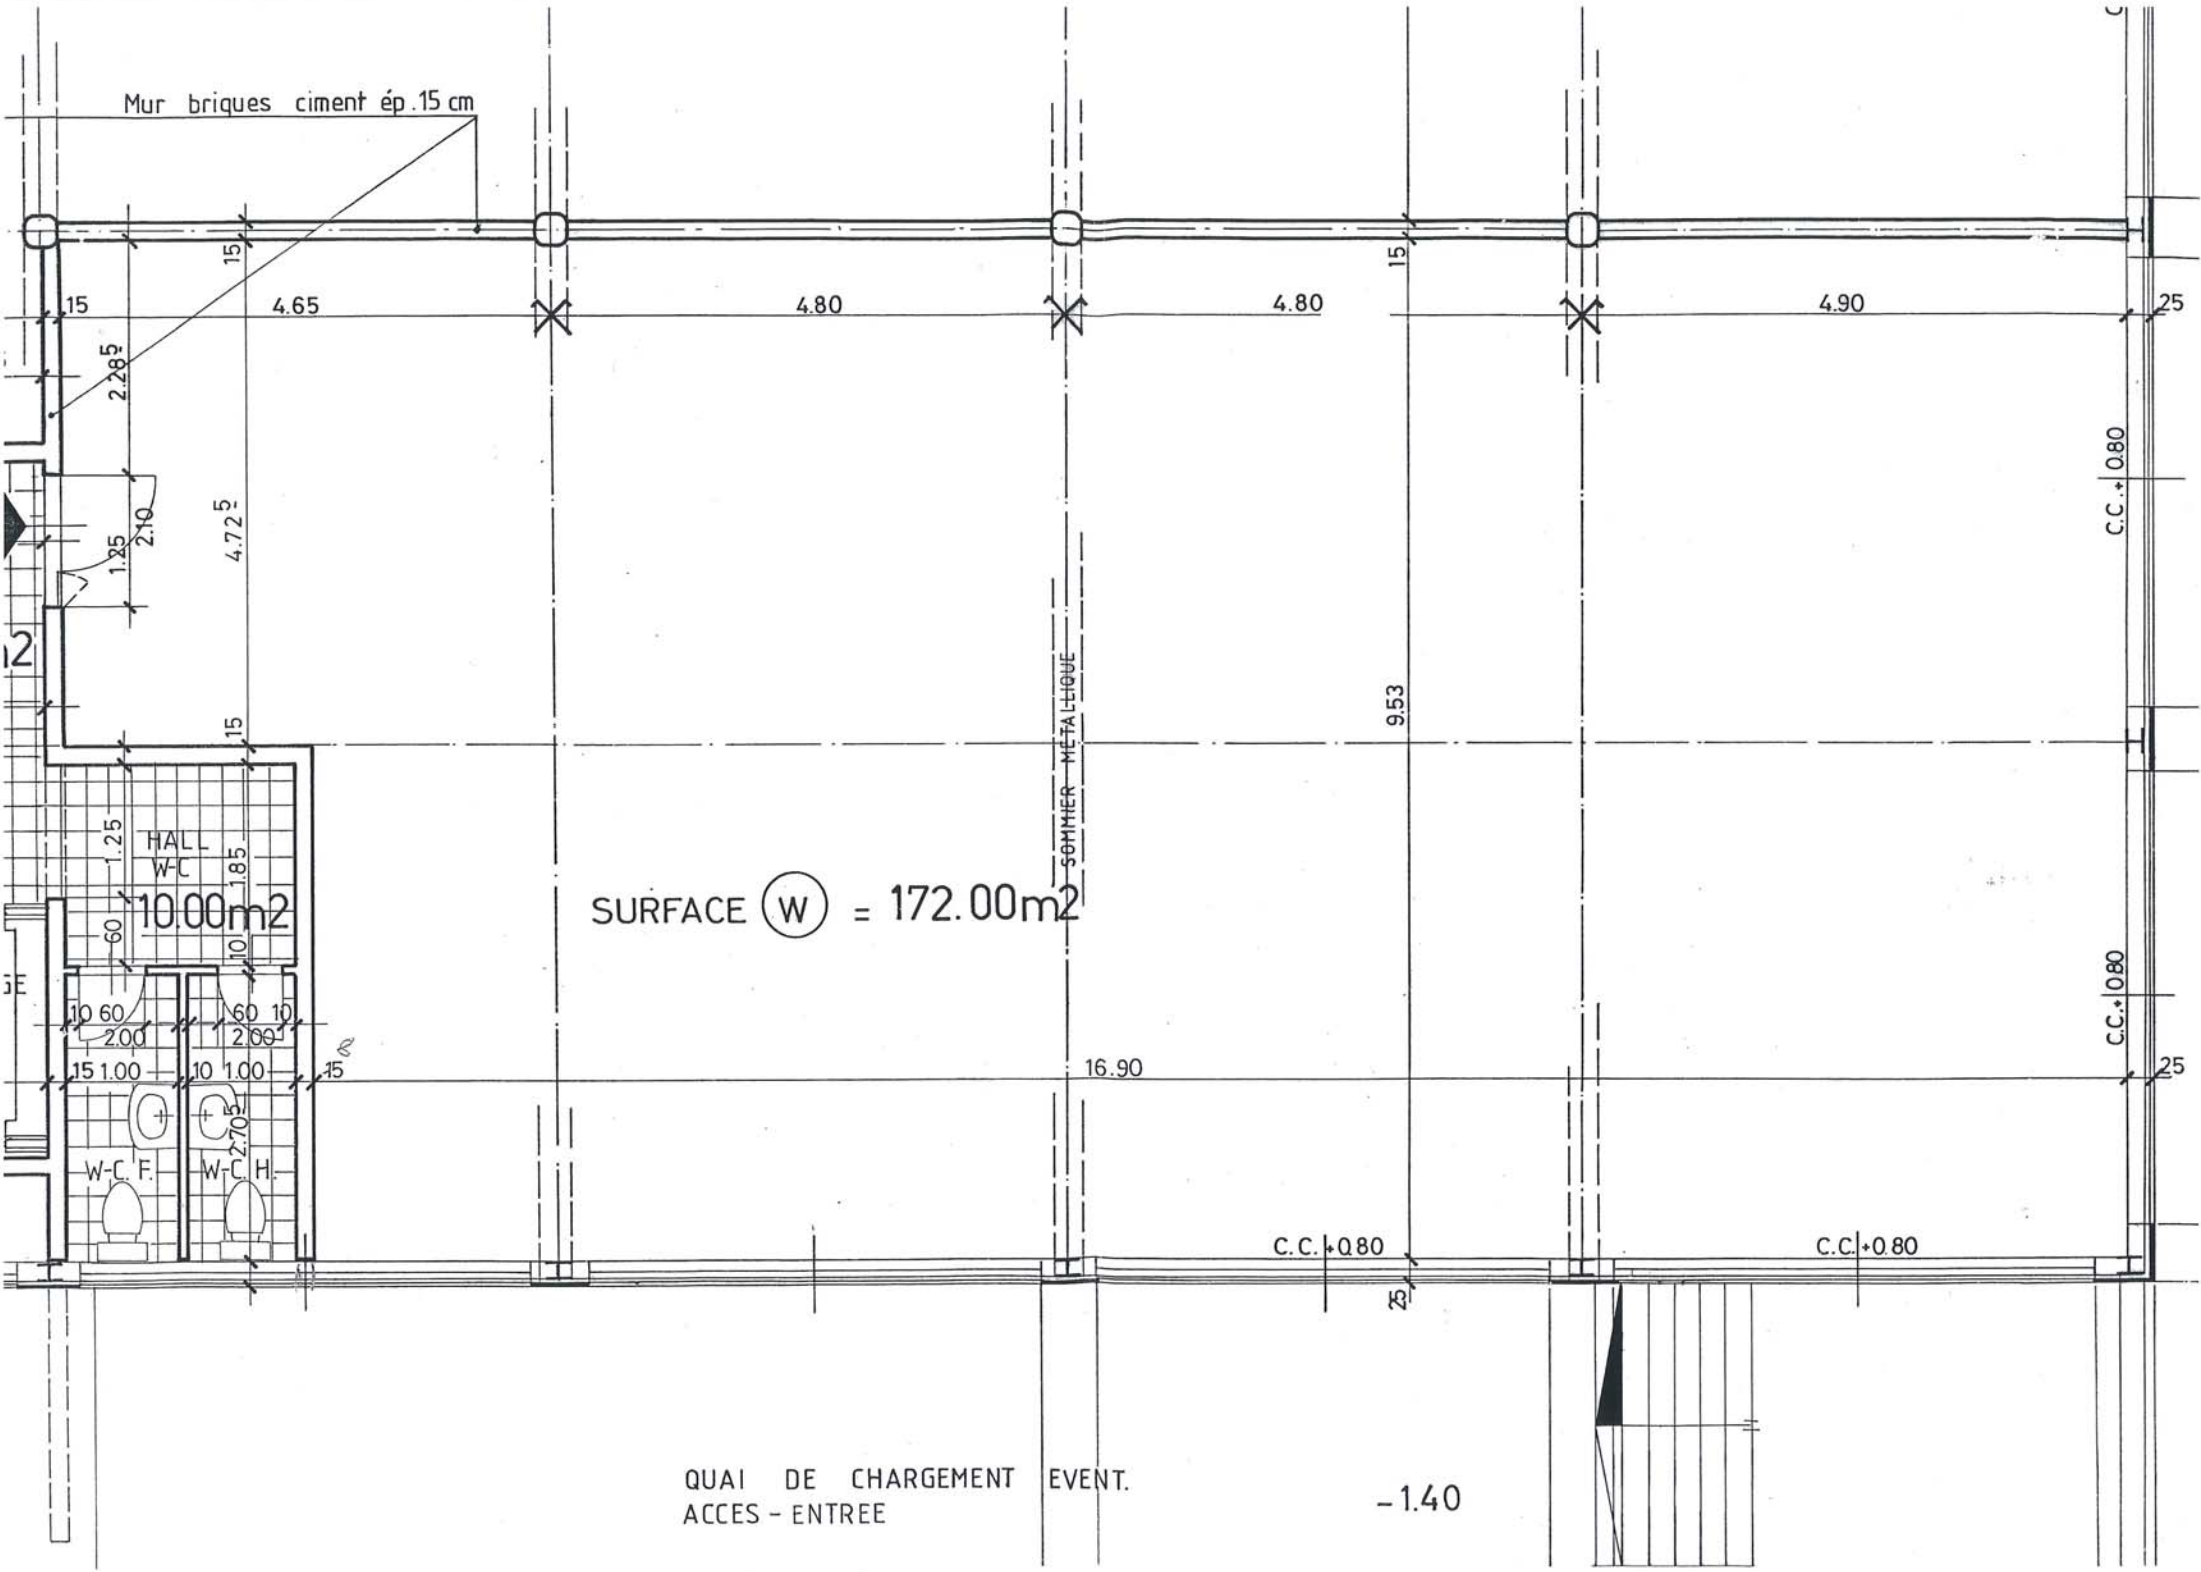 Mur briques ciment ép.15 cm
15
15
15
4.65
4.80
4.80
4.90
25
2.28⁵
C.C.+0.80
4.72⁵
1.25
2.10
12
SOMMIER METALLIQUE
9.53
15
1.25
HALL
W-C
1.85
10.00m2
60
10
SURFACE W = 172.00m2
C.C.+0.80
GE
10 60
60 10
2.00
2.00
15 1.00
10 1.00
15
16.90
25
2.70⁵
W-C. F.
W-C. H.
C.C.+0.80
C.C.+0.80
25
QUAI DE CHARGEMENT EVENT.
ACCES - ENTREE
-1.40